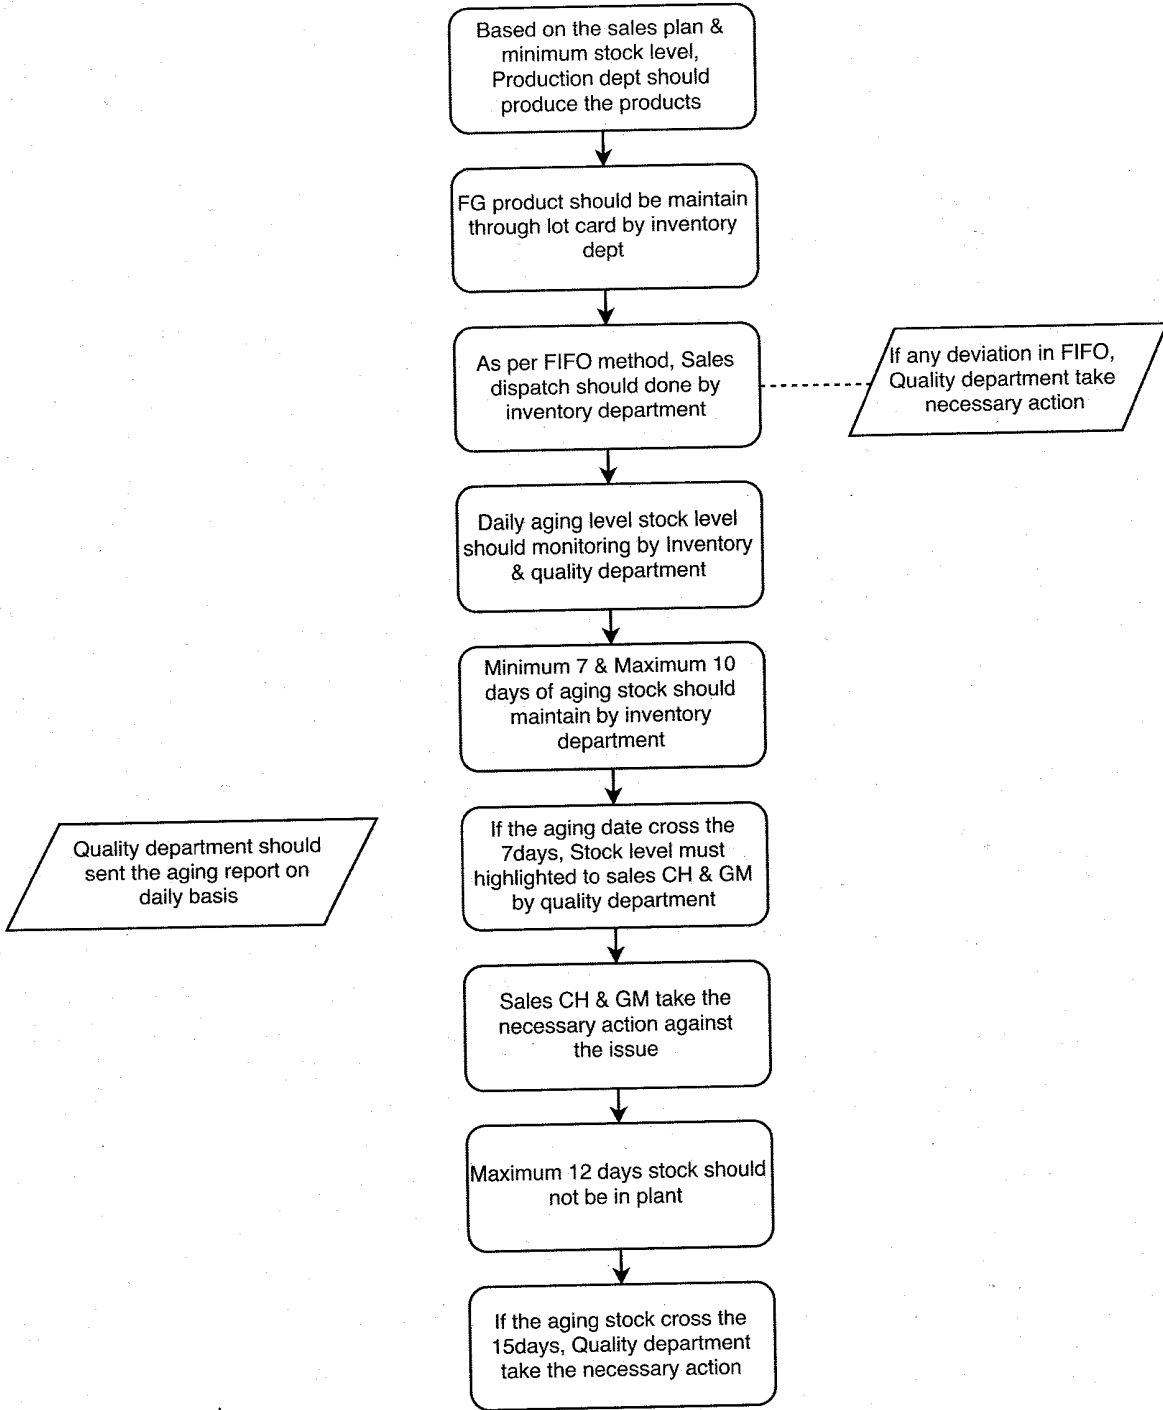 Based on the sales plan &
minimum stock level,
Production dept should
produce the products
FG product should be maintain
through lot card by inventory
dept
As per FIFO method, Sales
dispatch should done by
inventory department
If any deviation in FIFO,
Quality department take
necessary action
Daily aging level stock level
should monitoring by Inventory
& quality department
Minimum 7 & Maximum 10
days of aging stock should
maintain by inventory
department
Quality department should
sent the aging report on
daily basis
If the aging date cross the
7days, Stock level must
highlighted to sales CH & GM
by quality department
Sales CH & GM take the
necessary action against
the issue
Maximum 12 days stock should
not be in plant
If the aging stock cross the
15days, Quality department
take the necessary action